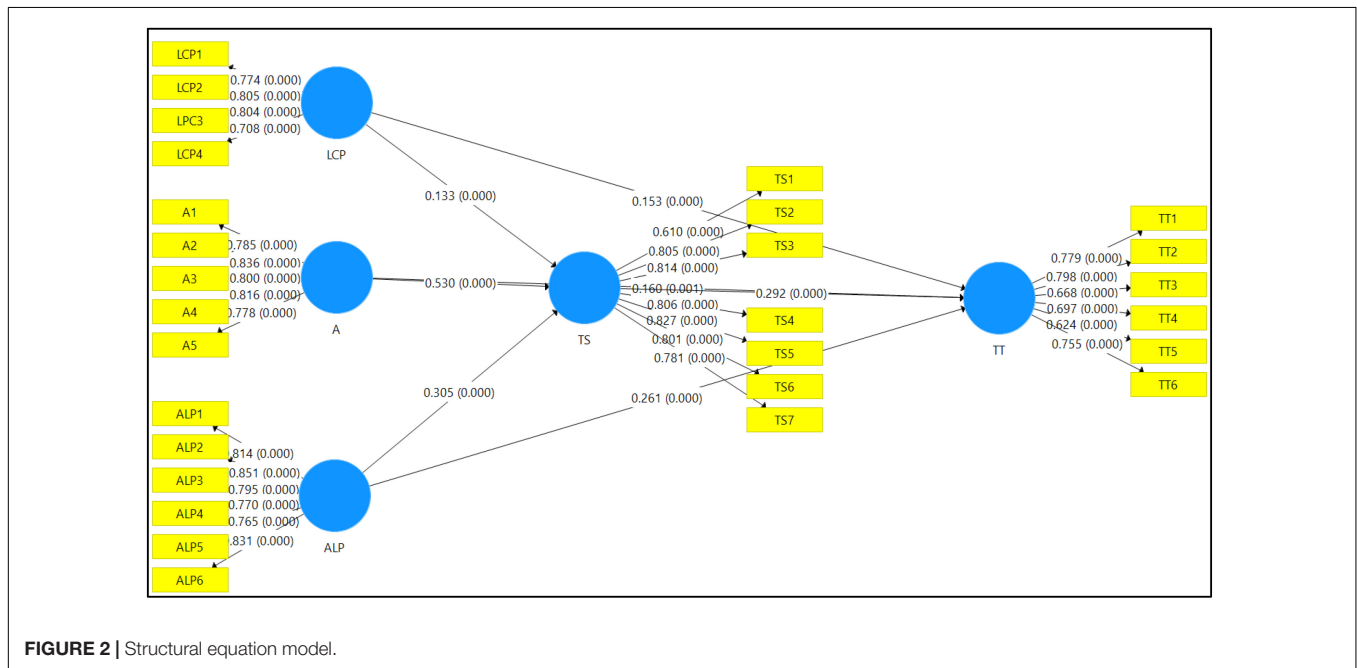 LCP1
LCP2
LPC3
LCP4
0.774 (0.000)
0.805 (0.000)
0.804 (0.000)
0.708 (0.000)
LCP
A1
A2
A3
A4
A5
0.785 (0.000)
0.836 (0.000)
0.800 (0.000)
0.816 (0.000)
0.778 (0.000)
A
ALP1
ALP2
ALP3
ALP4
ALP5
ALP6
.814 (0.000)
0.851 (0.000)
0.795 (0.000)
0.770 (0.000)
0.765 (0.000)
.831 (0.000)
ALP
0.133 (0.000)
0.530 (0.000)
0.305 (0.000)
TS
0.153 (0.000)
0.160 (0.001)
0.292 (0.000)
0.261 (0.000)
0.610 (0.000)
0.805 (0.000)
0.814 (0.000)
0.806 (0.000)
0.827 (0.000)
0.801 (0.000)
0.781 (0.000)
TS1
TS2
TS3
TS4
TS5
TS6
TS7
TT
0.779 (0.000)
0.798 (0.000)
0.668 (0.000)
0.697 (0.000)
0.624 (0.000)
0.755 (0.000)
TT1
TT2
TT3
TT4
TT5
TT6
FIGURE 2 | Structural equation model.